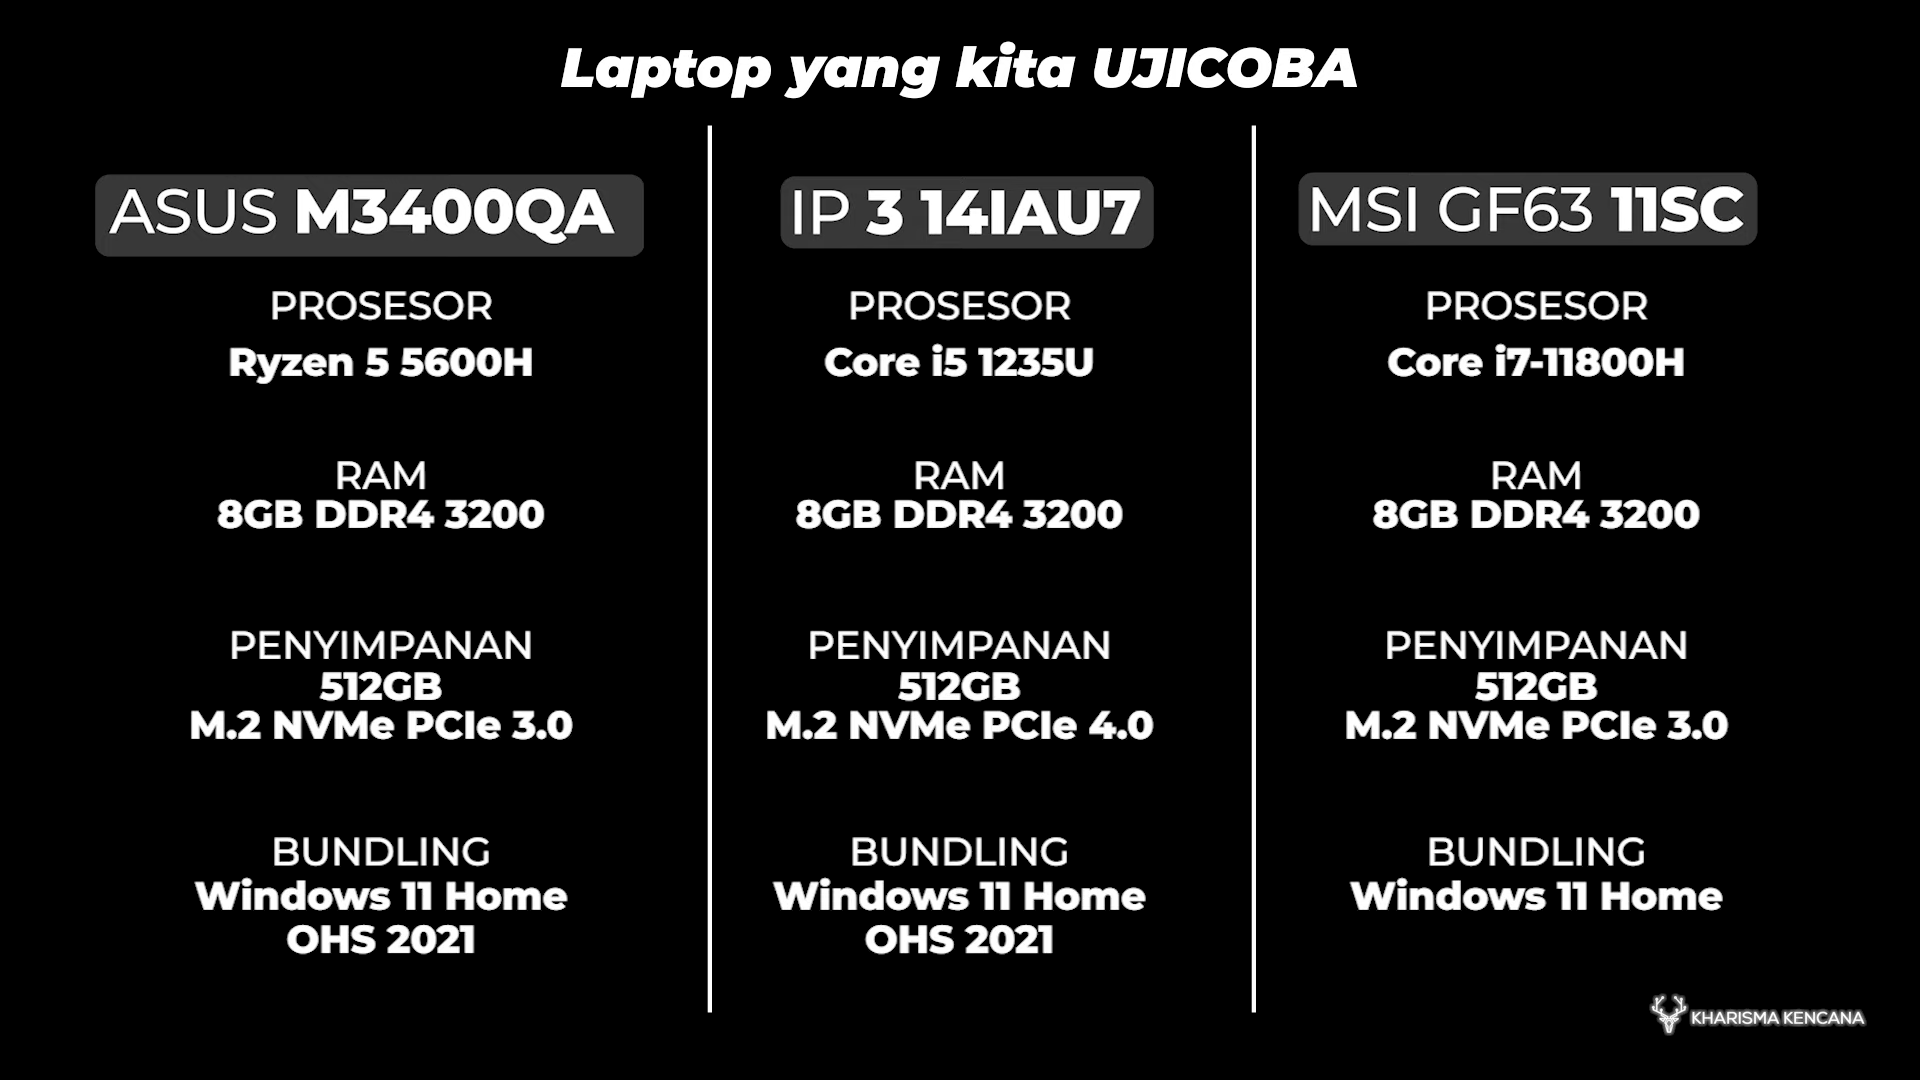 Laptop yang kita UJICOBA
ASUS M3400QA
PROSESOR
Ryzen 5 5600H
RAM
8GB DDR4 3200
PENYIMPANAN
512GB
M.2 NVMe PCIe 3.0
BUNDLING
Windows 11 Home
OHS 2021
IP 3 14IAU7
PROSESOR
Core i5 1235U
RAM
8GB DDR4 3200
PENYIMPANAN
512GB
M.2 NVMe PCIe 4.0
BUNDLING
Windows 11 Home
OHS 2021
MSI GF63 11SC
PROSESOR
Core i7-11800H
RAM
8GB DDR4 3200
PENYIMPANAN
512GB
M.2 NVMe PCIe 3.0
BUNDLING
Windows 11 Home
KHARISMA KENCANA